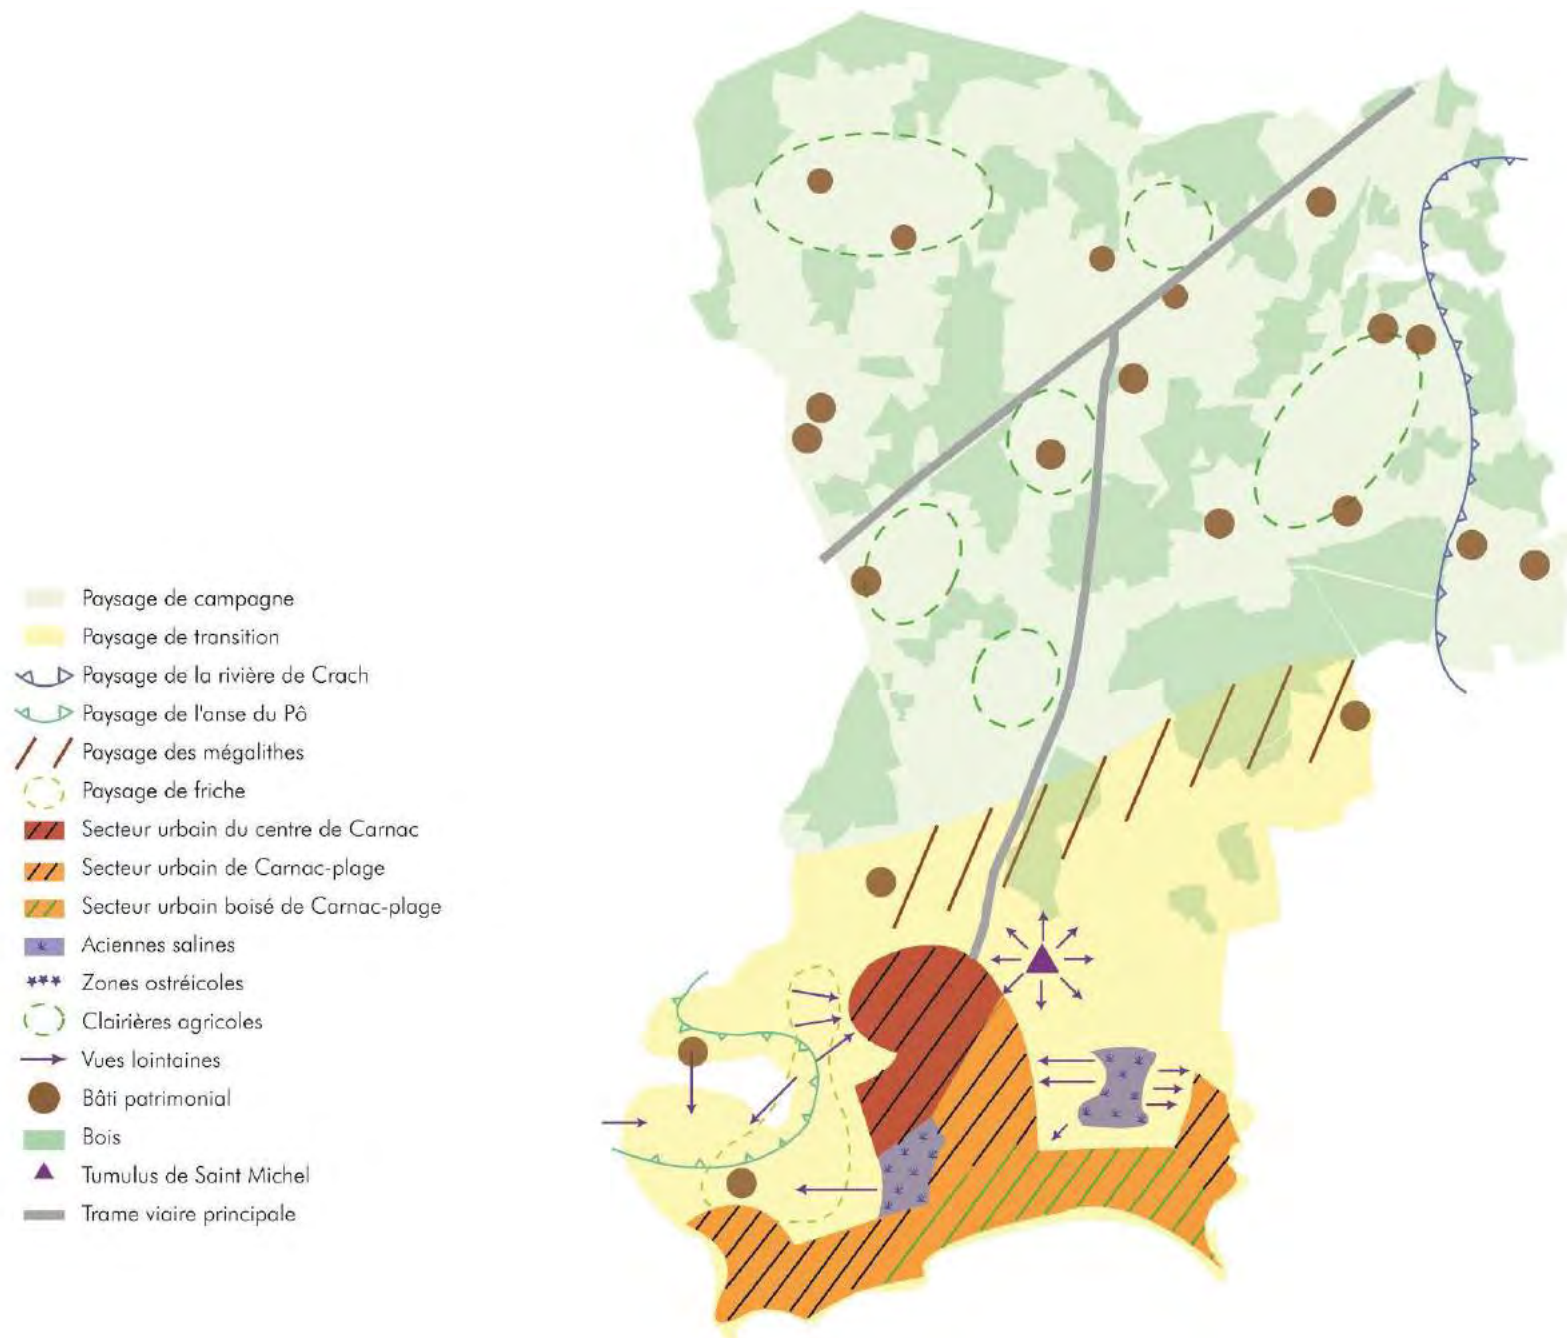 Paysage de campagne
Paysage de transition
Paysage de la rivière de Crach
Paysage de l'anse du Pô
Paysage des mégalithes
Paysage de friche
Secteur urbain du centre de Carnac
Secteur urbain de Carnac-plage
Secteur urbain boisé de Carnac-plage
Aciennes salines
Zones ostréicoles
Clairières agricoles
Vues lointaines
Bâti patrimonial
Bois
Tumulus de Saint Michel
Trame viaire principale